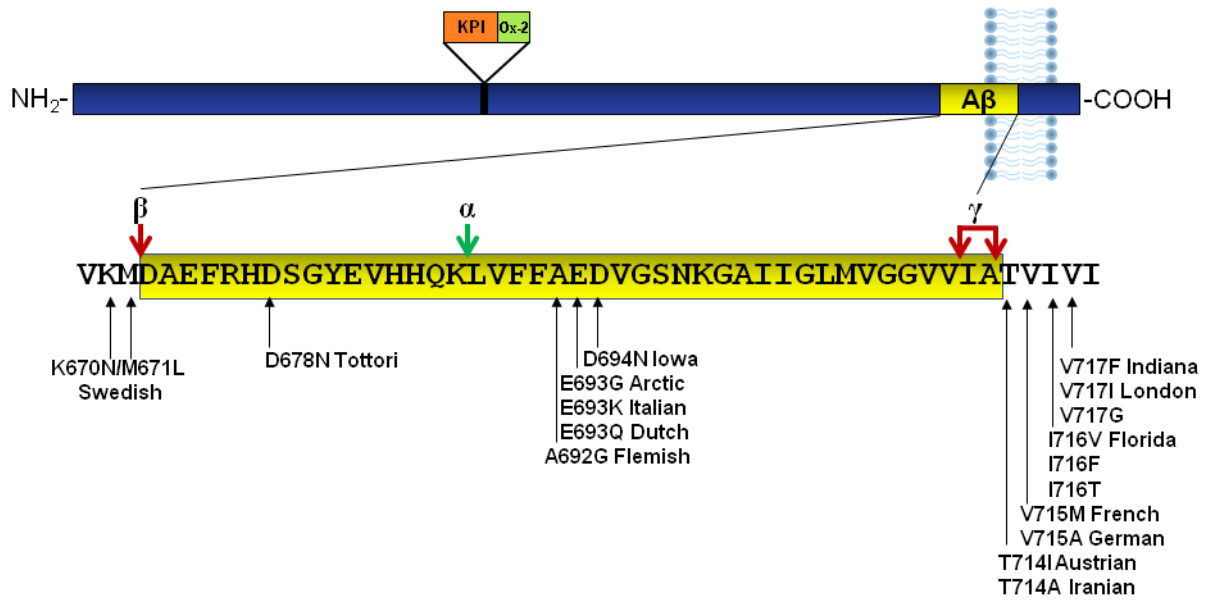 KPI Ox-2
NH2- Aβ -COOH
β α γ
VKMDAEFRHDSGYEVHHQKLVFFAEDVGSNKGAIIGLMVGGVVIATVIVI
K670N/M671L
Swedish
D678N Tottori
D694N Iowa
E693G Arctic
E693K Italian
E693Q Dutch
A692G Flemish
V717F Indiana
V717I London
V717G
I716V Florida
I716F
I716T
V715M French
V715A German
T714I Austrian
T714A Iranian